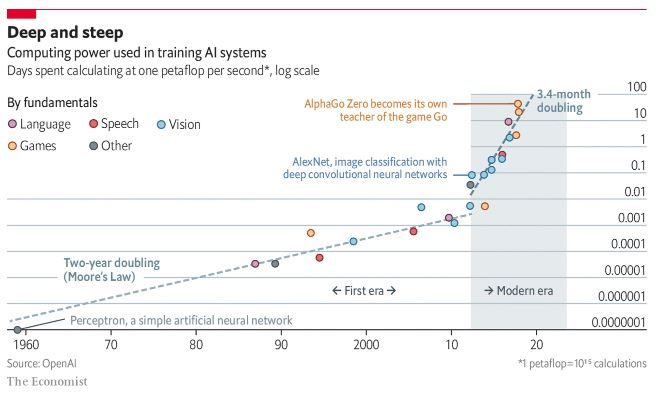 Deep and steep
Computing power used in training AI systems
Days spent calculating at one petaflop per second*, log scale
By fundamentals
Language
Speech
Vision
Games
Other
AlphaGo Zero becomes its own
teacher of the game Go
3.4-month
doubling
AlexNet, image classification with
deep convolutional neural networks
100
10
1
0.1
0.01
0.001
0.0001
0.00001
0.000001
0.0000001
Two-year doubling
(Moore's Law)
← First era →
→ Modern era
Perceptron, a simple artificial neural network
1960
70
80
90
2000
10
20
Source: OpenAI
*1 petaflop=10¹⁵ calculations
The Economist